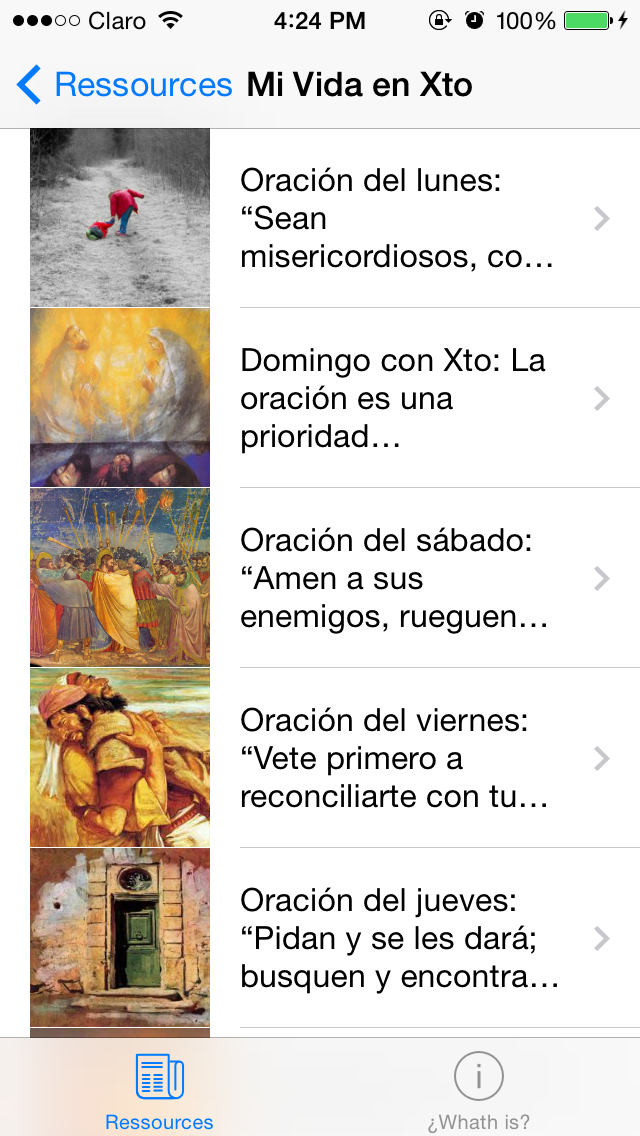 Claro 4:24 PM 100%
Ressources Mi Vida en Xto
Oración del lunes:
“Sean
misericordiosos, co...
Domingo con Xto: La
oración es una
prioridad...
Oración del sábado:
“Amen a sus
enemigos, rueguen...
Oración del viernes:
“Vete primero a
reconciliarte con tu...
Oración del jueves:
“Pidan y se les dará;
busquen y encontra...
Ressources
¿Whath is?